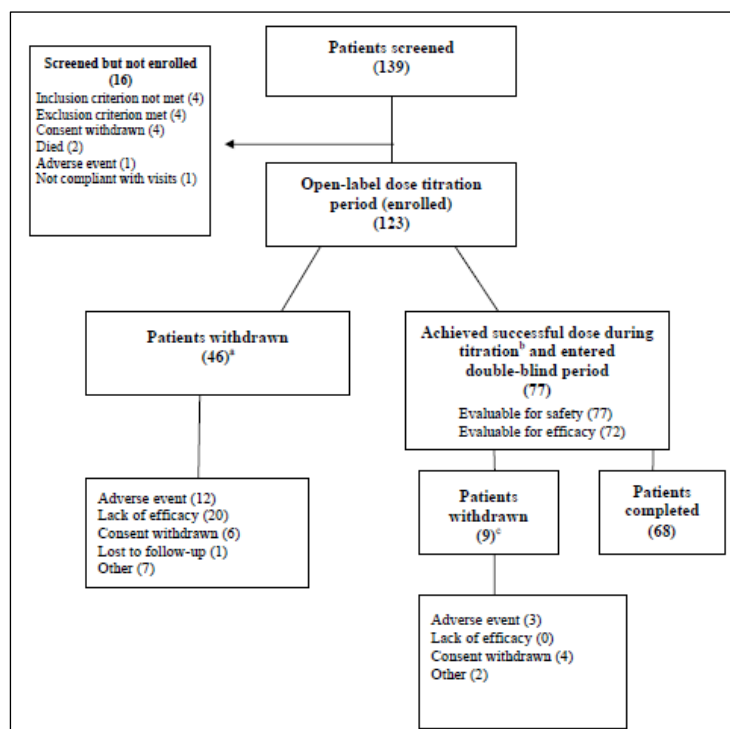 Patients screened
(139)
Screened but not enrolled
(16)
Inclusion criterion not met (4)
Exclusion criterion met (4)
Consent withdrawn (4)
Died (2)
Adverse event (1)
Not compliant with visits (1)
Open-label dose titration
period (enrolled)
(123)
Patients withdrawn
(46)a
Adverse event (12)
Lack of efficacy (20)
Consent withdrawn (6)
Lost to follow-up (1)
Other (7)
Achieved successful dose during
titrationb and entered
double-blind period
(77)
Evaluable for safety (77)
Evaluable for efficacy (72)
Patients
withdrawn
(9)c
Patients
completed
(68)
Adverse event (3)
Lack of efficacy (0)
Consent withdrawn (4)
Other (2)